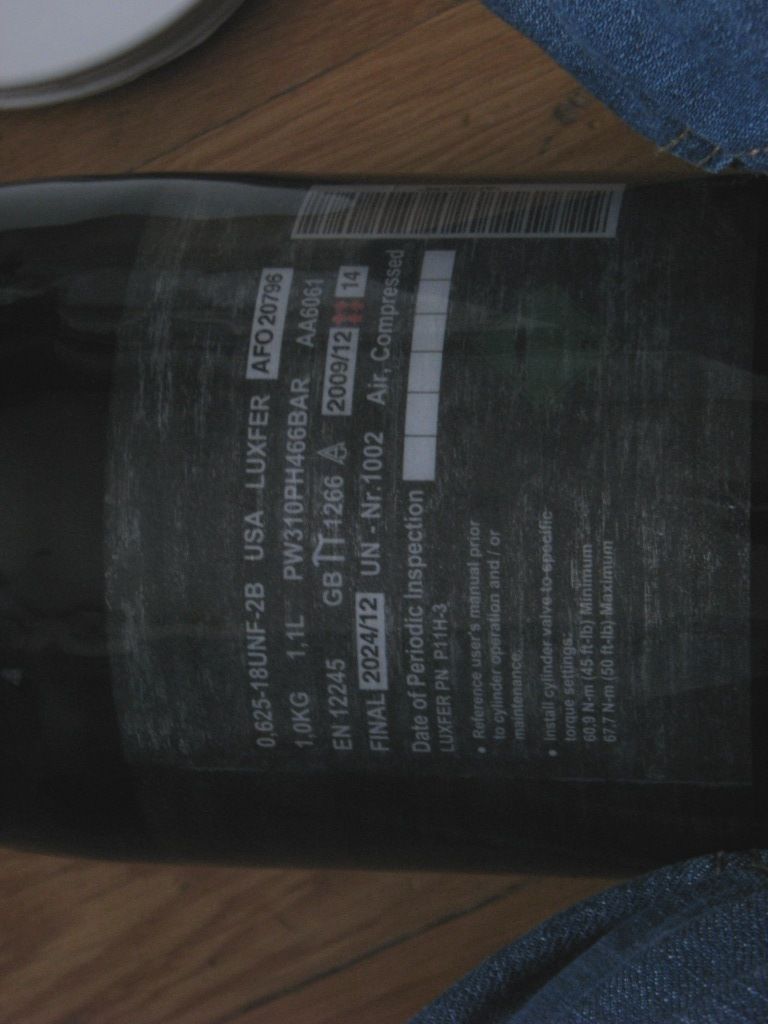 0,625-18UNF-2B USA LUXFER AFO 20796
1,0KG 1,1L PW310PH466BAR AA6061
EN 12245 GB 1266 2009/12 14
FINAL 2024/12 UN - Nr.1002 Air, Compressed
Date of Periodic Inspection
LUXFER PN P11H-3
• Reference user's manual prior
to cylinder operation and / or
maintenance.
• Install cylinder valve to specific
torque settings:
60.9 N-m (45 ft-lb) Minimum
67.7 N-m (50 ft-lb) Maximum